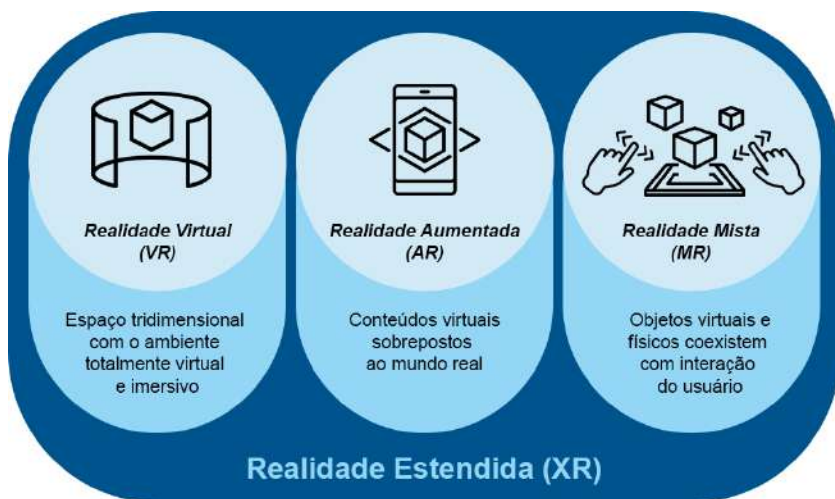 Realidade Virtual
(VR)
Espaço tridimensional
com o ambiente
totalmente virtual
e imersivo
Realidade Aumentada
(AR)
Conteúdos virtuais
sobrepostos
ao mundo real
Realidade Mista
(MR)
Objetos virtuais e
físicos coexistem
com interação
do usuário
Realidade Estendida (XR)